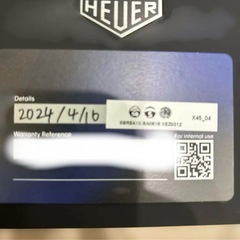 HEUER
Details
2024/4/16
X45_04
Warranty Reference
For internal use